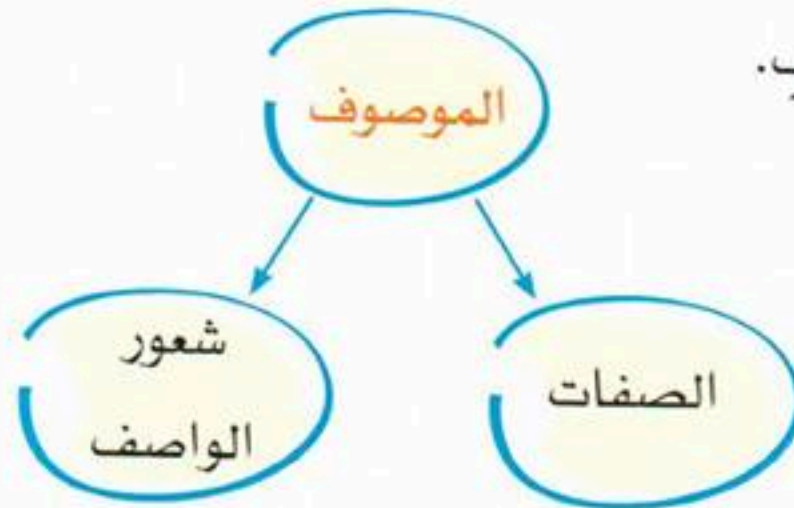 الموصوف
الصفات
شعور
الواصف